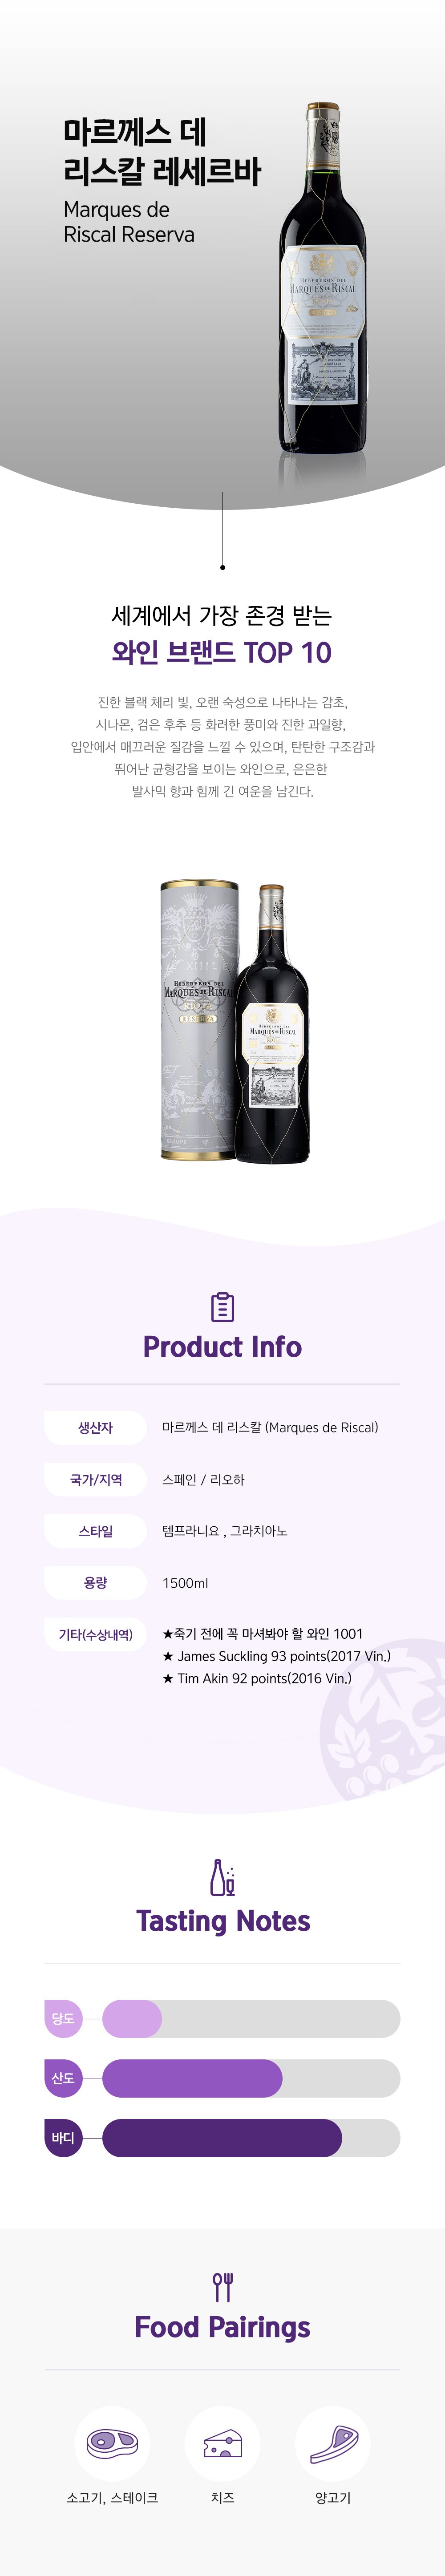 마르께스 데
리스칼 레세르바
Marques de
Riscal Reserva
HEREDEROS DEL
MARQUES DE RISCAL
세계에서 가장 존경 받는
와인 브랜드 TOP 10
진한 블랙 체리 빛, 오랜 숙성으로 나타나는 감초,
시나몬, 검은 후추 등 화려한 풍미와 진한 과일향,
입안에서 매끄러운 질감을 느낄 수 있으며, 탄탄한 구조감과
뛰어난 균형감을 보이는 와인으로, 은은한
발사믹 향과 힘께 긴 여운을 남긴다.
HEREDEROS DEL
MARQUES DE RISCAL
RIOJA
RESERVA
HEREDEROS DEL
MARQUES DE RISCAL
Product Info
생산자
마르께스 데 리스칼 (Marques de Riscal)
국가/지역
스페인 / 리오하
스타일
템프라니요 , 그라치아노
용량
1500ml
기타(수상내역)
★죽기 전에 꼭 마셔봐야 할 와인 1001
★ James Suckling 93 points(2017 Vin.)
★ Tim Akin 92 points(2016 Vin.)
Tasting Notes
당도
산도
바디
Food Pairings
소고기, 스테이크
치즈
양고기